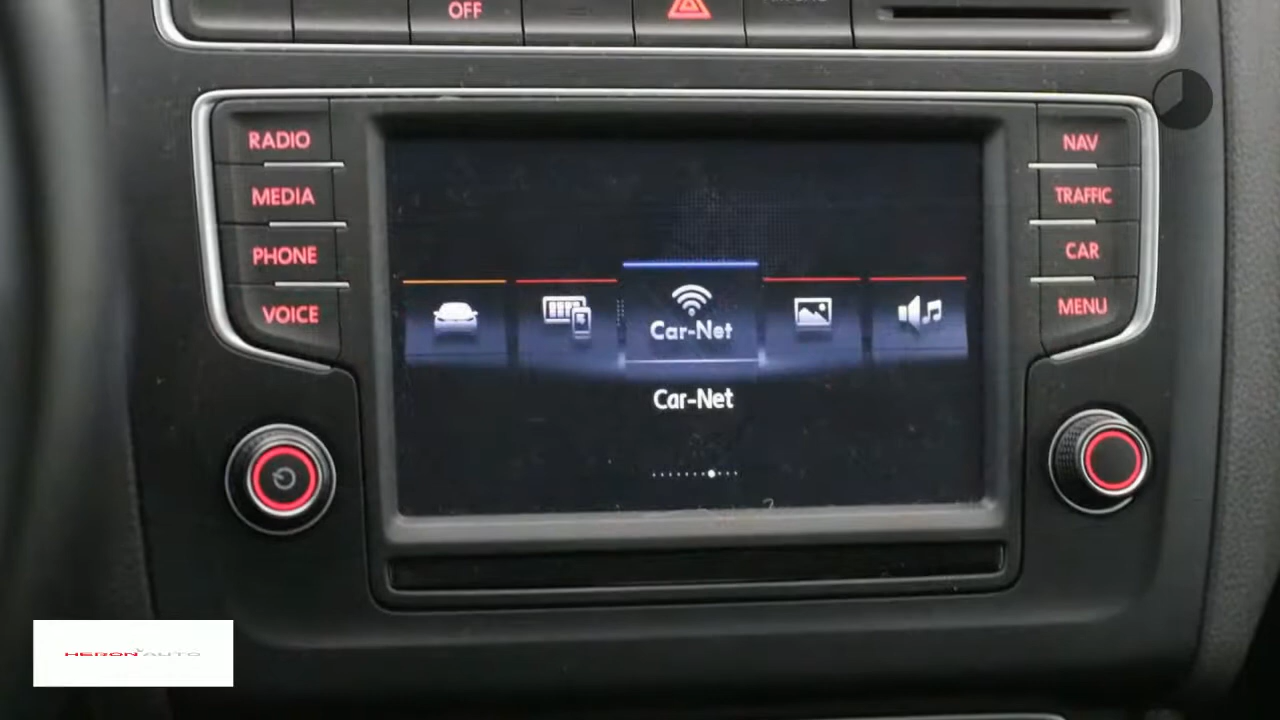 OFF
RADIO
MEDIA
PHONE
VOICE
Car-Net
Car-Net
NAV
TRAFFIC
CAR
MENU
HERON AUTO